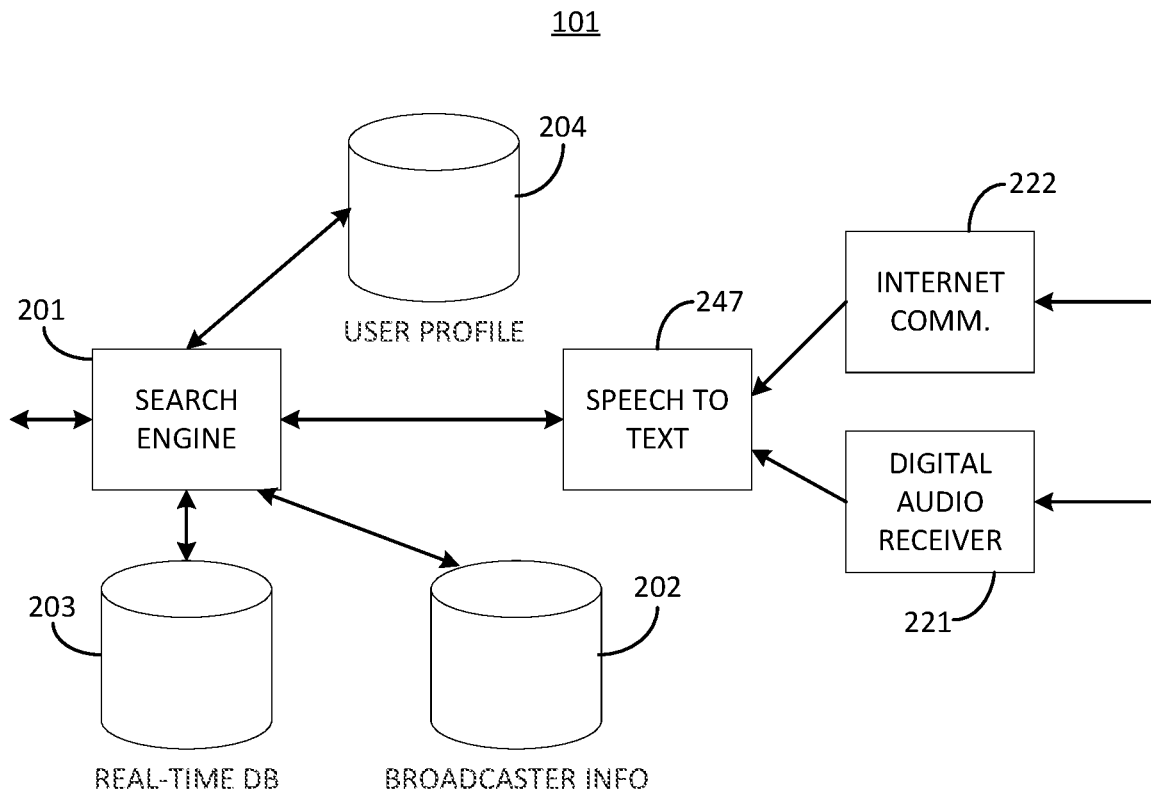 101
204
222
INTERNET
COMM.
USER PROFILE
247
201
SEARCH
ENGINE
SPEECH TO
TEXT
DIGITAL
AUDIO
RECEIVER
203
202
221
REAL-TIME DB
BROADCASTER INFO